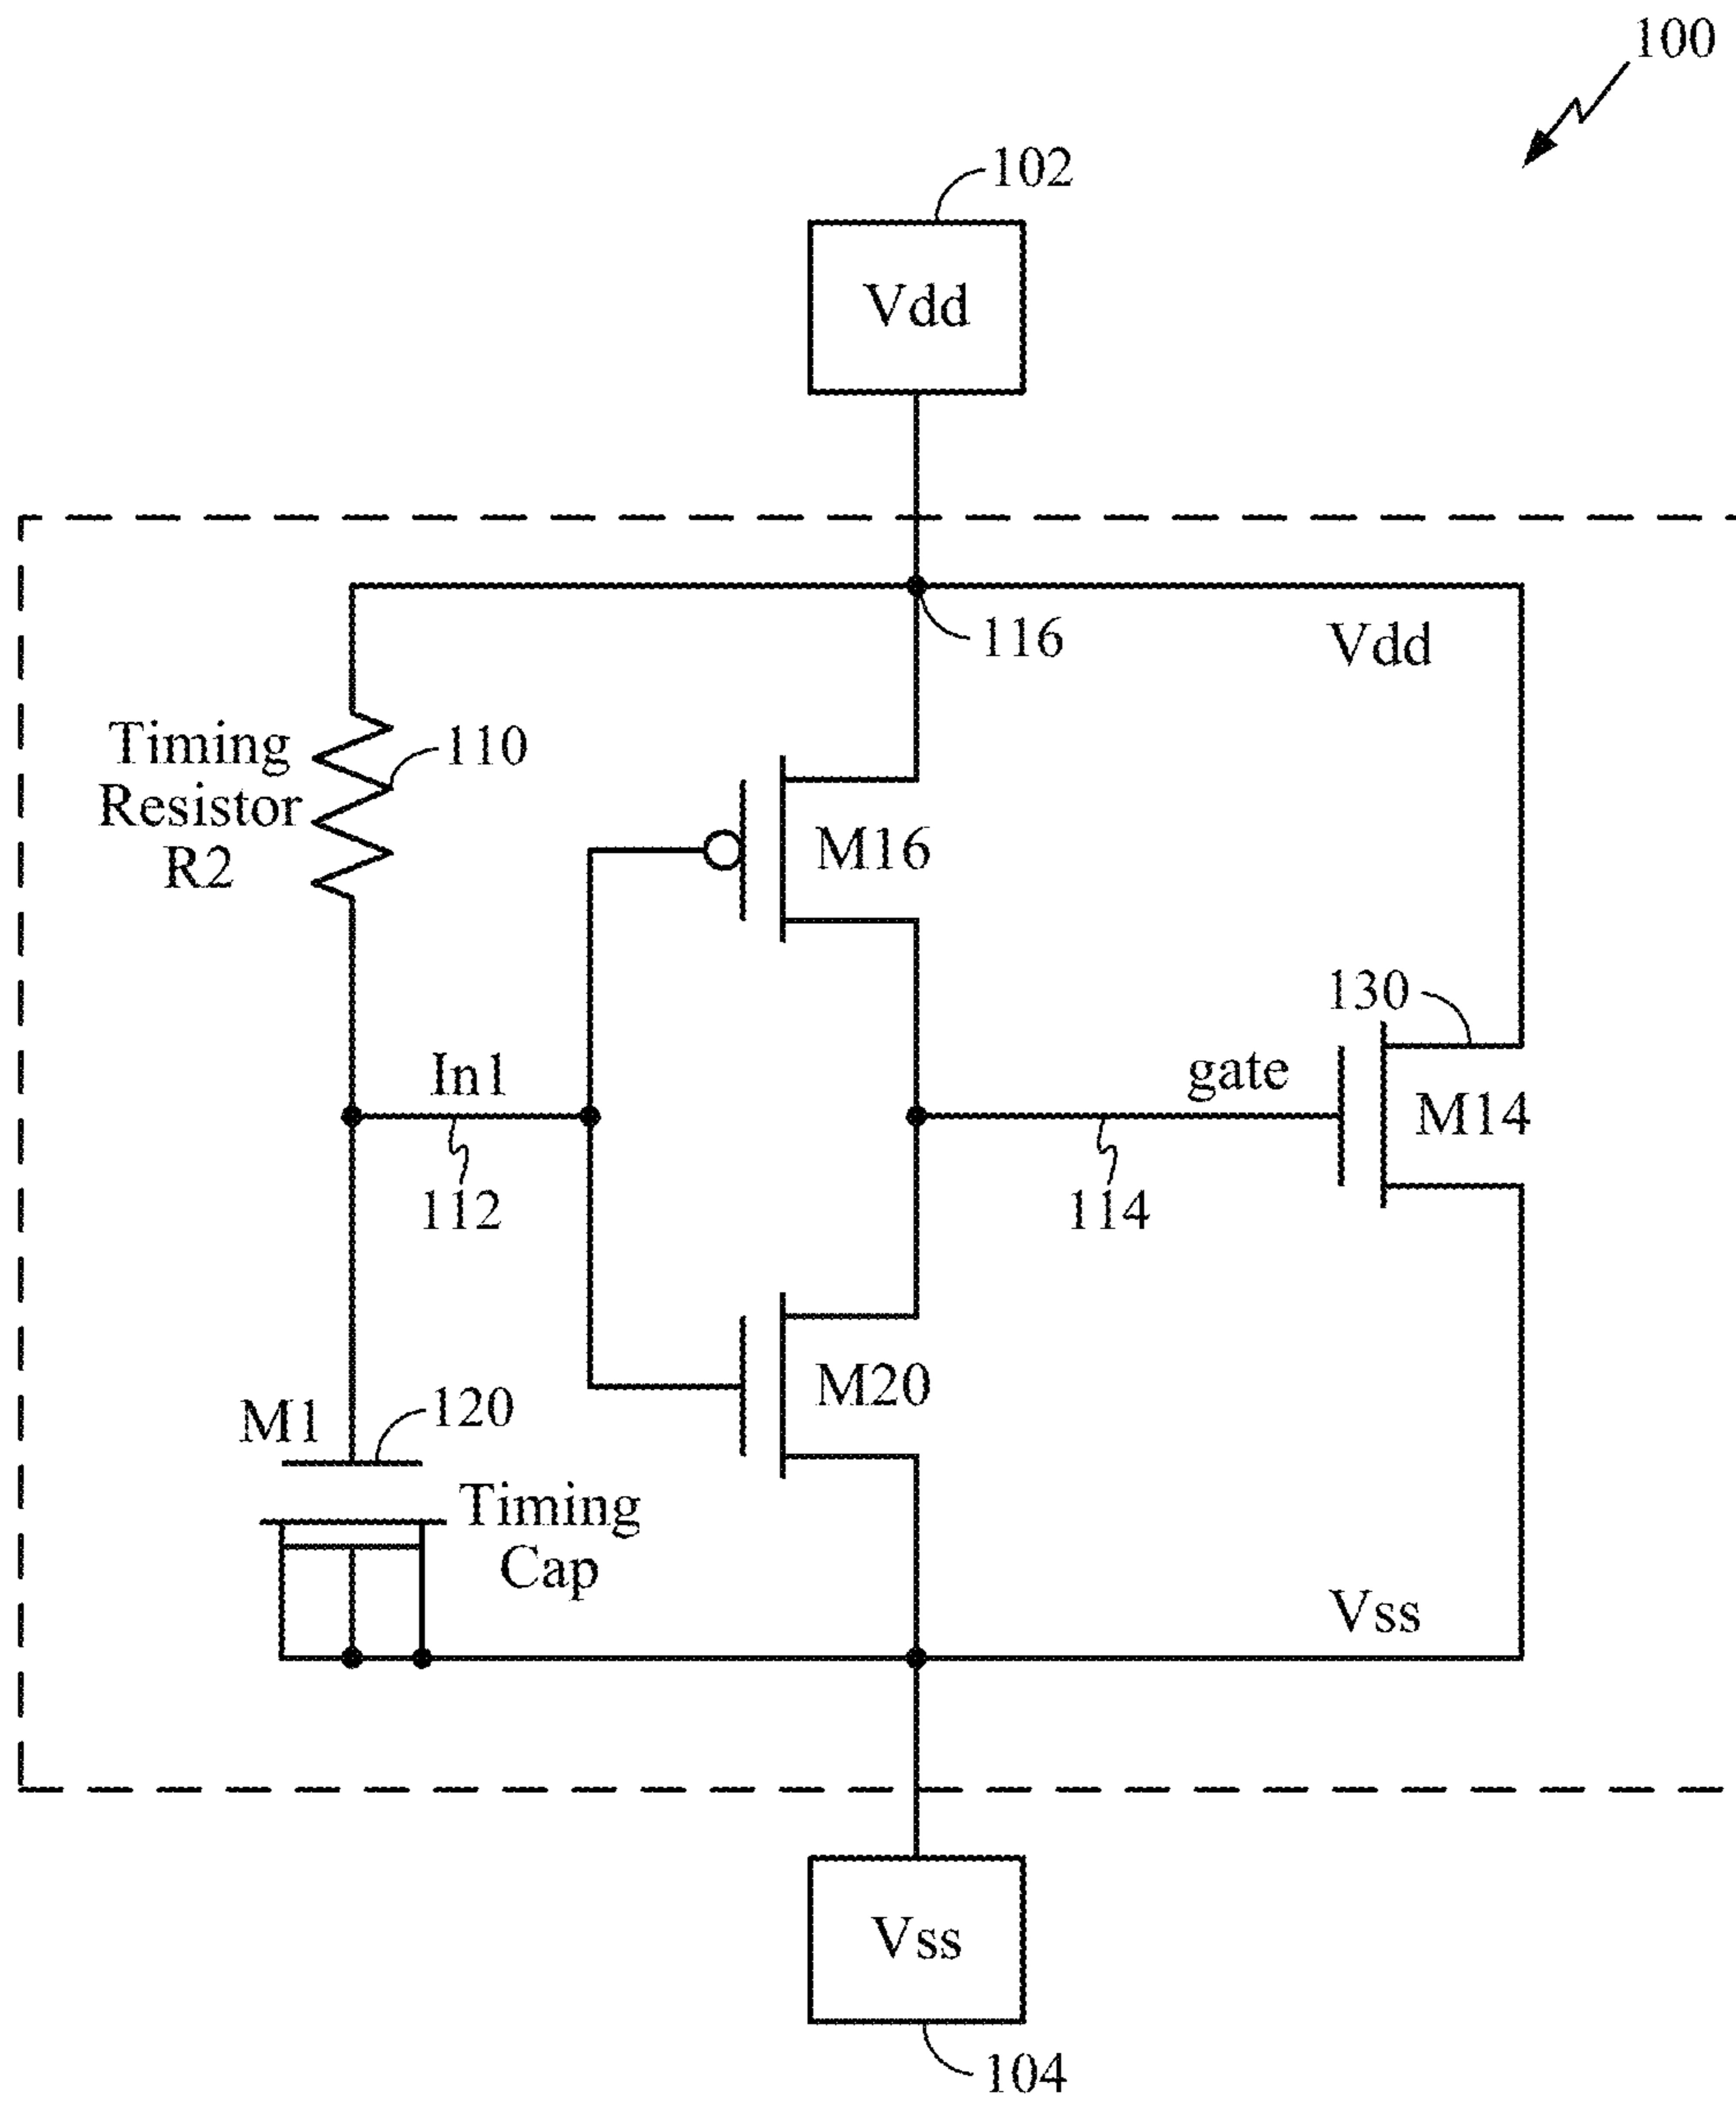 100
102
Vdd
116
Vdd
Timing
Resistor
R2
110
M16
130
In1
gate
M14
112
114
M1
120
M20
Timing
Cap
Vss
Vss
104